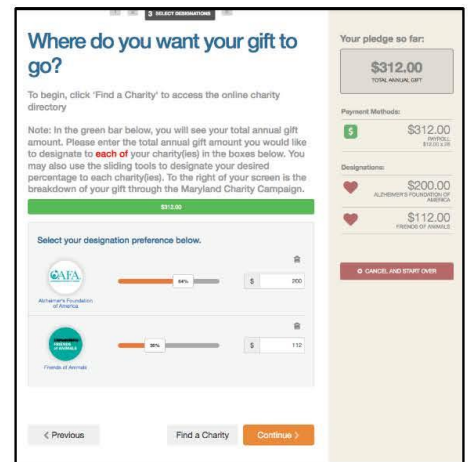 3 SELECT DESIGNATIONS
Where do you want your gift to
go?
To begin, click 'Find a Charity' to access the online charity
directory
Note: In the green bar below, you will see your total annual gift
amount. Please enter the total annual gift amount you would like
to designate to each of your charity(ies) in the boxes below. You
may also use the sliding tools to designate your desired
percentage to each charity(ies). To the right of your screen is the
breakdown of your gift through the Maryland Charity Campaign.
$312.00
Select your designation preference below.
AFA
64%
$ 200
Alzheimer's Foundation
of America
FRIENDS
of ANIMALS
36%
$ 112
Friends of Animals
< Previous
Find a Charity
Continue >
Your pledge so far:
$312.00
TOTAL ANNUAL GIFT
Payment Methods:
$
$312.00
PAYROLL
$12.00 x 26
Designations:
$200.00
ALZHEIMER'S FOUNDATION OF
AMERICA
$112.00
FRIENDS OF ANIMALS
CANCEL AND START OVER